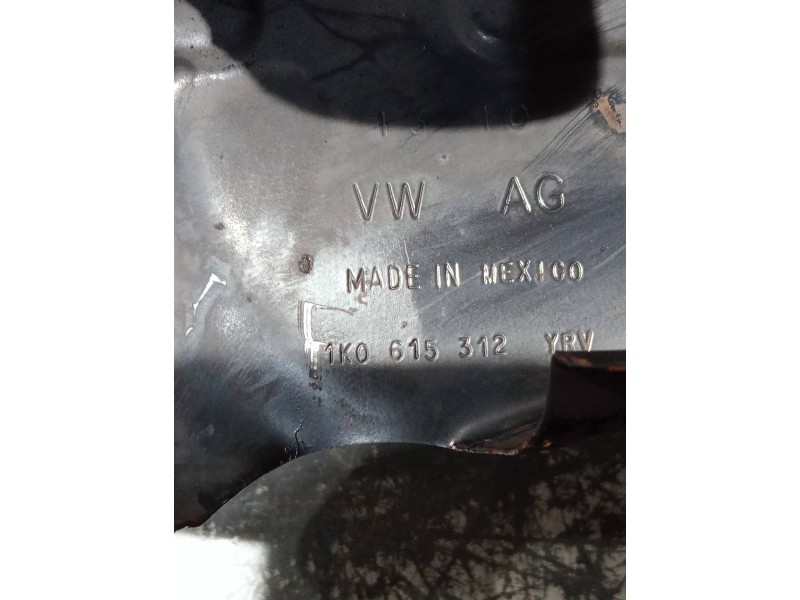 VW AG
MADE IN MEXICO
1K0 615 312 YRV